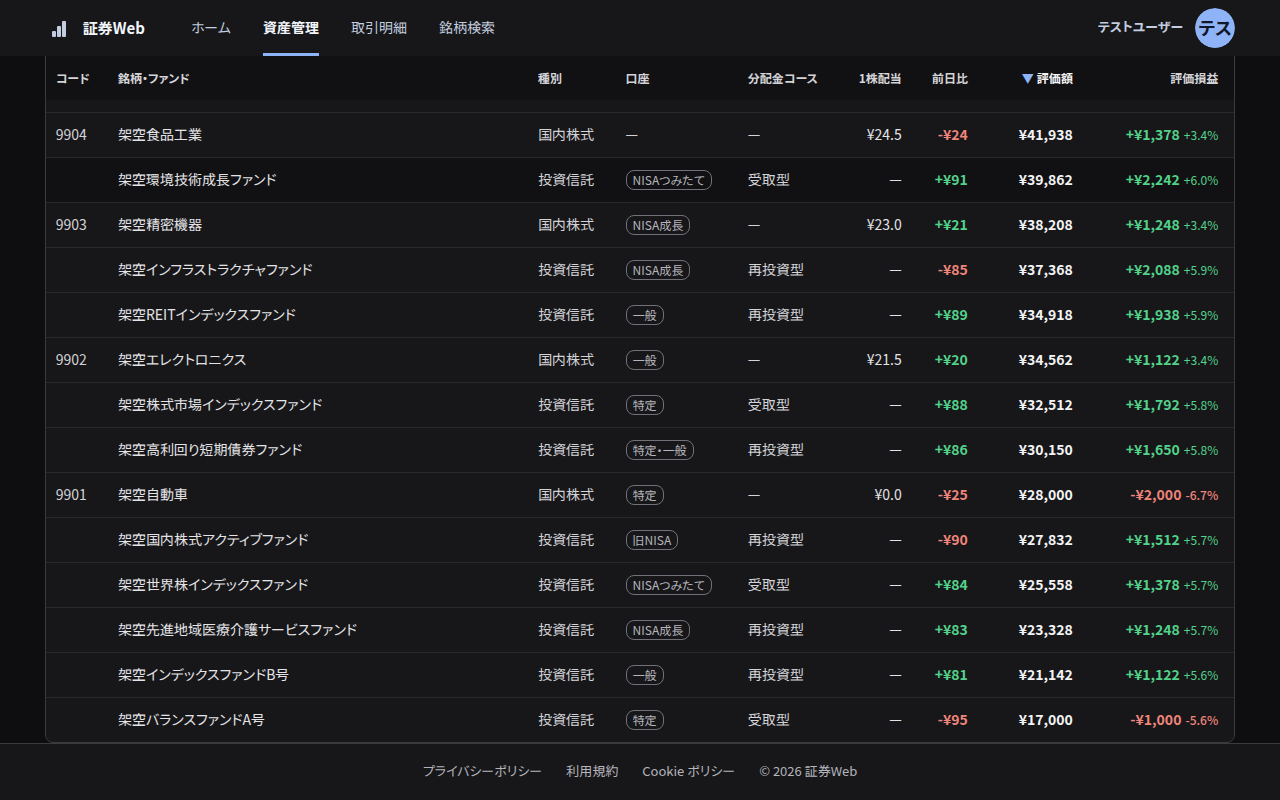 証券Web ホーム 資産管理 取引明細 銘柄検索 テストユーザー テス
コード 銘柄・ファンド 種別 口座 分配金コース 1株配当 前日比 ▼ 評価額 評価損益
9904 架空食品工業 国内株式 — — ¥24.5 -¥24 ¥41,938 +¥1,378 +3.4%
架空環境技術成長ファンド 投資信託 NISAつみたて 受取型 — +¥91 ¥39,862 +¥2,242 +6.0%
9903 架空精密機器 国内株式 NISA成長 — ¥23.0 +¥21 ¥38,208 +¥1,248 +3.4%
架空インフラストラクチャファンド 投資信託 NISA成長 再投資型 — -¥85 ¥37,368 +¥2,088 +5.9%
架空REITインデックスファンド 投資信託 一般 再投資型 — +¥89 ¥34,918 +¥1,938 +5.9%
9902 架空エレクトロニクス 国内株式 一般 — ¥21.5 +¥20 ¥34,562 +¥1,122 +3.4%
架空株式市場インデックスファンド 投資信託 特定 受取型 — +¥88 ¥32,512 +¥1,792 +5.8%
架空高利回り短期債券ファンド 投資信託 特定・一般 再投資型 — +¥86 ¥30,150 +¥1,650 +5.8%
9901 架空自動車 国内株式 特定 — ¥0.0 -¥25 ¥28,000 -¥2,000 -6.7%
架空国内株式アクティブファンド 投資信託 旧NISA 再投資型 — -¥90 ¥27,832 +¥1,512 +5.7%
架空世界株インデックスファンド 投資信託 NISAつみたて 受取型 — +¥84 ¥25,558 +¥1,378 +5.7%
架空先進地域医療介護サービスファンド 投資信託 NISA成長 再投資型 — +¥83 ¥23,328 +¥1,248 +5.7%
架空インデックスファンドB号 投資信託 一般 再投資型 — +¥81 ¥21,142 +¥1,122 +5.6%
架空バランスファンドA号 投資信託 特定 受取型 — -¥95 ¥17,000 -¥1,000 -5.6%
プライバシーポリシー 利用規約 Cookie ポリシー © 2026 証券Web